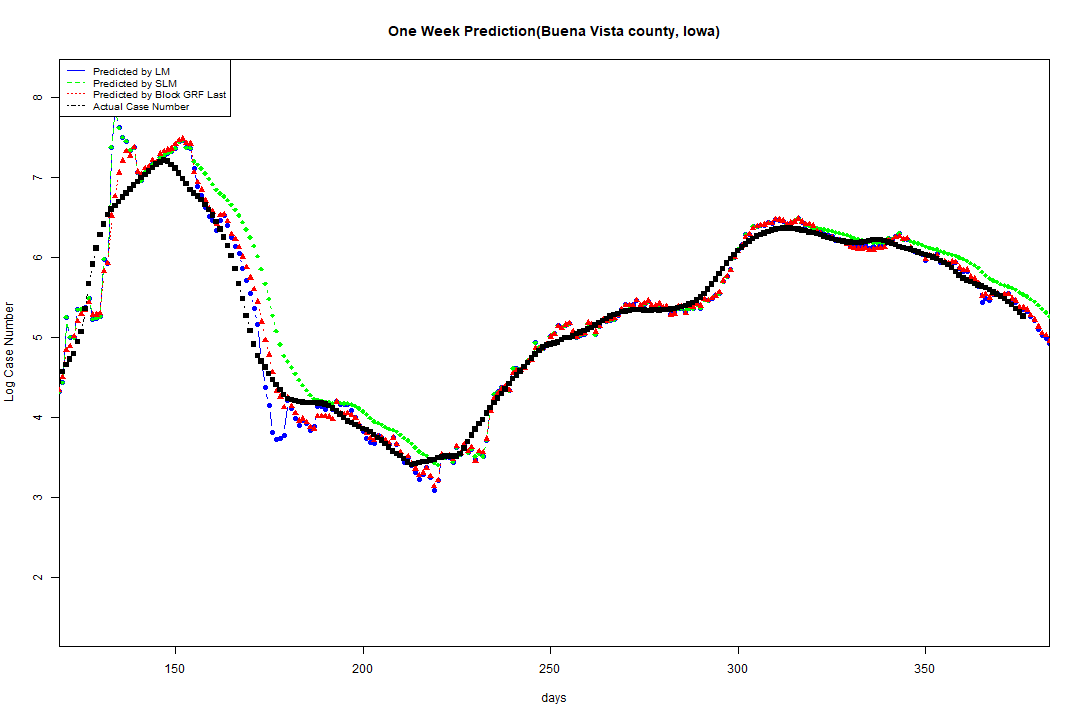 One Week Prediction(Buena Vista county, Iowa)
Predicted by LM
Predicted by SLM
Predicted by Block GRF Last
Actual Case Number
8
7
6
5
4
3
2
Log Case Number
150 200 250 300 350
days